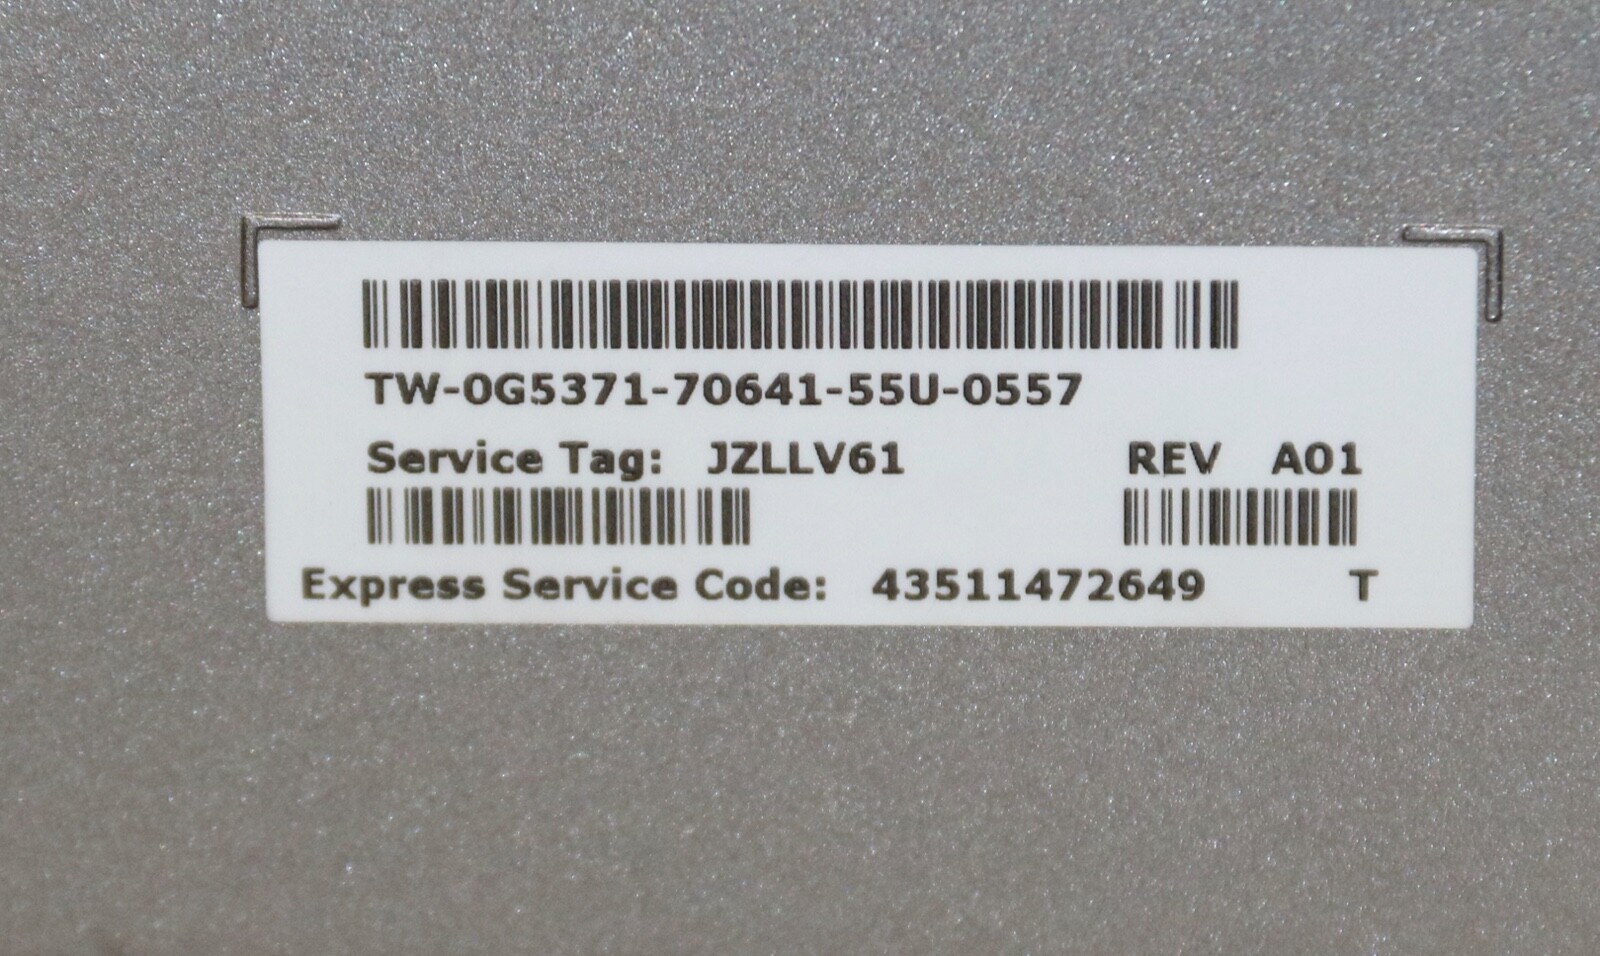 TW-0G5371-70641-55U-0557
Service Tag: JZLLV61 REV A01
Express Service Code: 43511472649 T